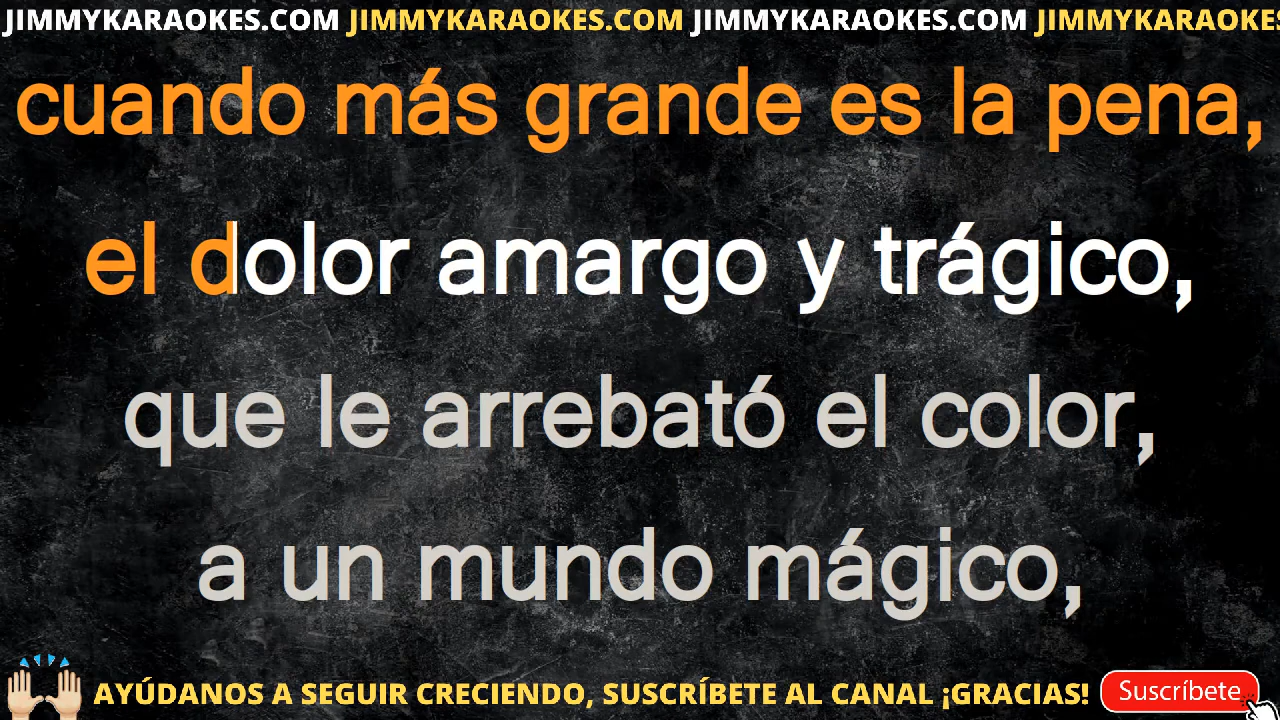 JIMMYKARAOKES.COM JIMMYKARAOKES.COM JIMMYKARAOKES.COM JIMMYKARAOKES
cuando más grande es la pena,
el dolor amargo y trágico,
que le arrebató el color,
a un mundo mágico,
AYÚDANOS A SEGUIR CRECIENDO, SUSCRÍBETE AL CANAL ¡GRACIAS! Suscríbete